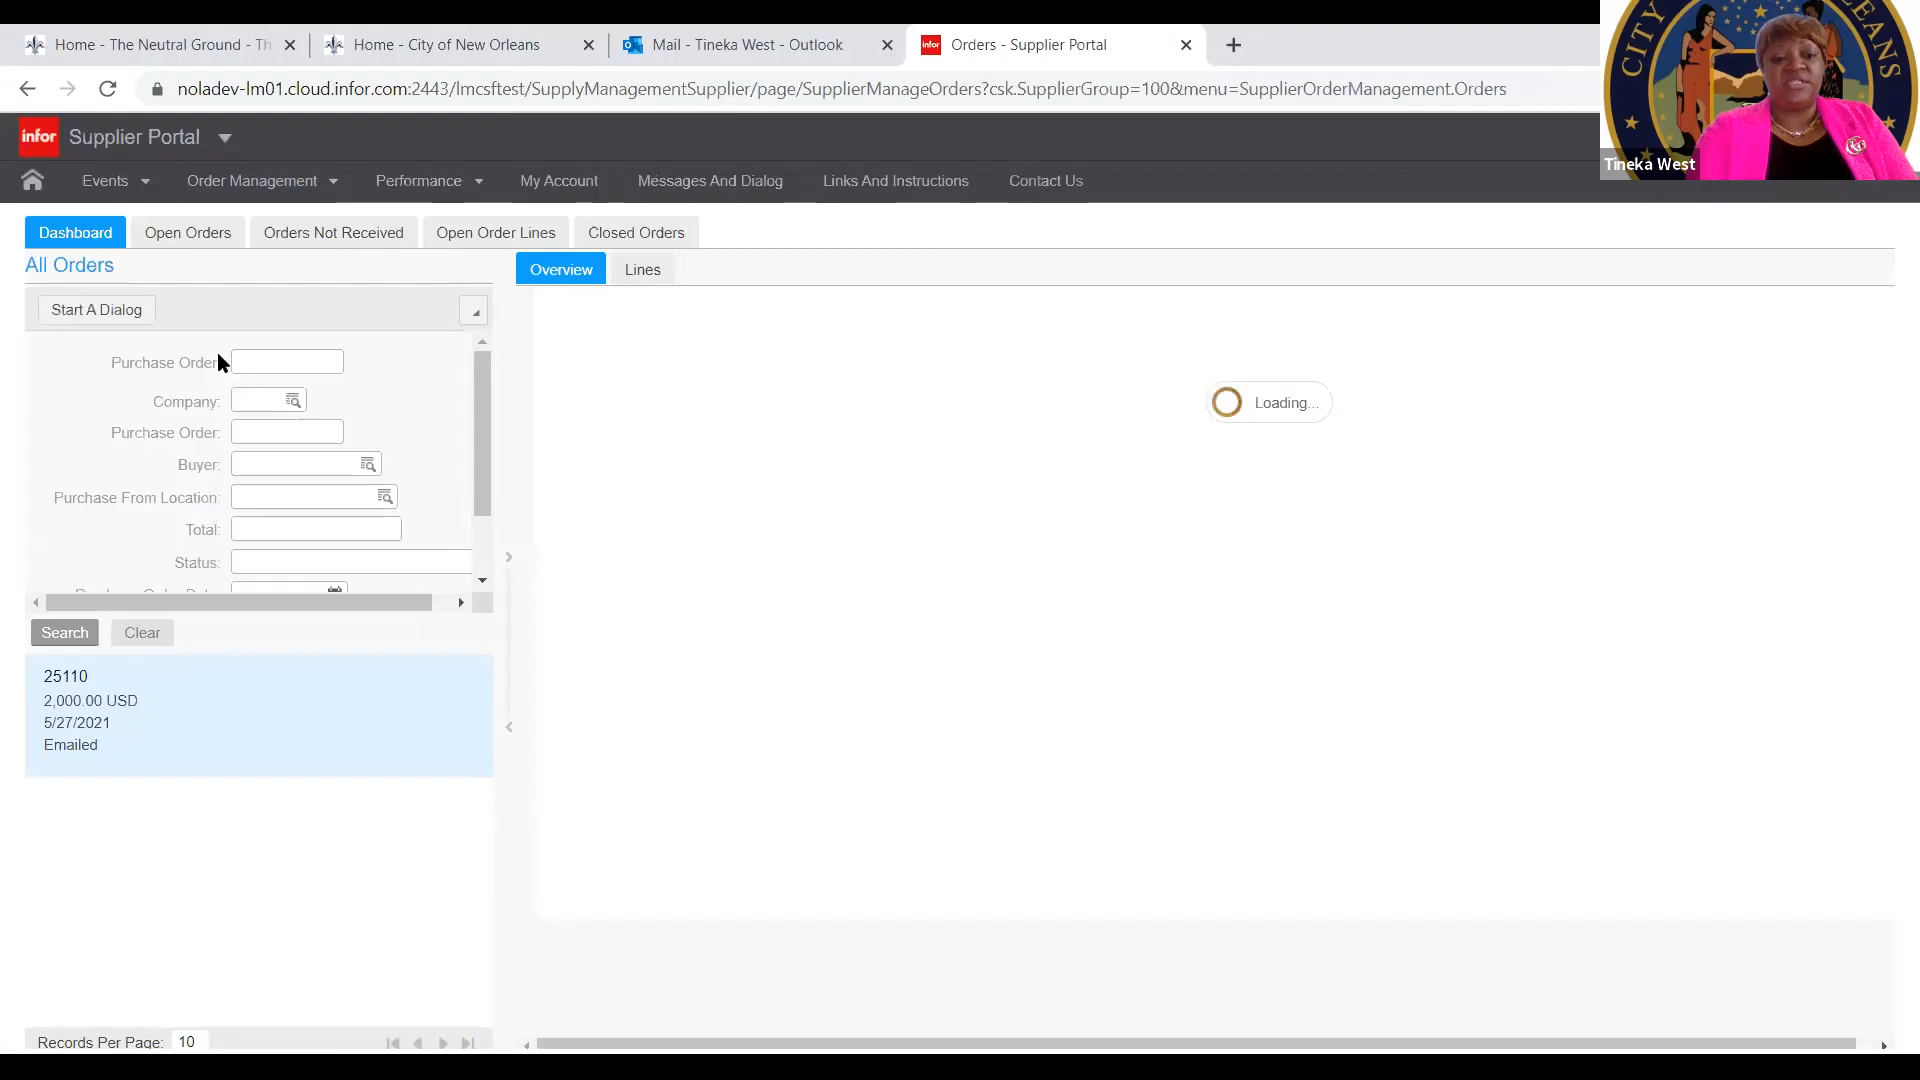 Home - The Neutral Ground - Th
Home - City of New Orleans
Mail - Tineka West - Outlook
infor Orders - Supplier Portal
noladev-lm01.cloud.infor.com:2443/lmcsftest/SupplyManagementSupplier/page/SupplierManageOrders?csk.SupplierGroup=100&menu=SupplierOrderManagement.Orders
CITY
LEANS
Tineka West
infor Supplier Portal
Events Order Management Performance My Account Messages And Dialog Links And Instructions Contact Us
Dashboard Open Orders Orders Not Received Open Order Lines Closed Orders
All Orders
Overview Lines
Start A Dialog
Purchase Order
Company:
Purchase Order:
Buyer:
Purchase From Location:
Total:
Status:
Loading...
Search Clear
25110
2,000.00 USD
5/27/2021
Emailed
Records Per Page: 10